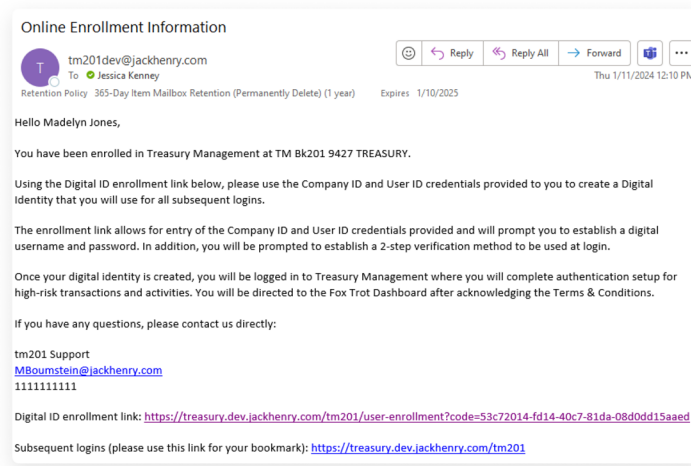 Online Enrollment Information
T
tm201dev@jackhenry.com
To Jessica Kenney
Reply
Reply All
Forward
Thu 1/11/2024 12:10 PM
Retention Policy 365-Day Item Mailbox Retention (Permanently Delete) (1 year) Expires 1/10/2025
Hello Madelyn Jones,
You have been enrolled in Treasury Management at TM Bk201 9427 TREASURY.
Using the Digital ID enrollment link below, please use the Company ID and User ID credentials provided to you to create a Digital
Identity that you will use for all subsequent logins.
The enrollment link allows for entry of the Company ID and User ID credentials provided and will prompt you to establish a digital
username and password. In addition, you will be prompted to establish a 2-step verification method to be used at login.
Once your digital identity is created, you will be logged in to Treasury Management where you will complete authentication setup for
high-risk transactions and activities. You will be directed to the Fox Trot Dashboard after acknowledging the Terms & Conditions.
If you have any questions, please contact us directly:
tm201 Support
MBoumstein@jackhenry.com
1111111111
Digital ID enrollment link: https://treasury.dev.jackhenry.com/tm201/user-enrollment?code=53c72014-fd14-40c7-81da-08d0dd15aaed
Subsequent logins (please use this link for your bookmark): https://treasury.dev.jackhenry.com/tm201